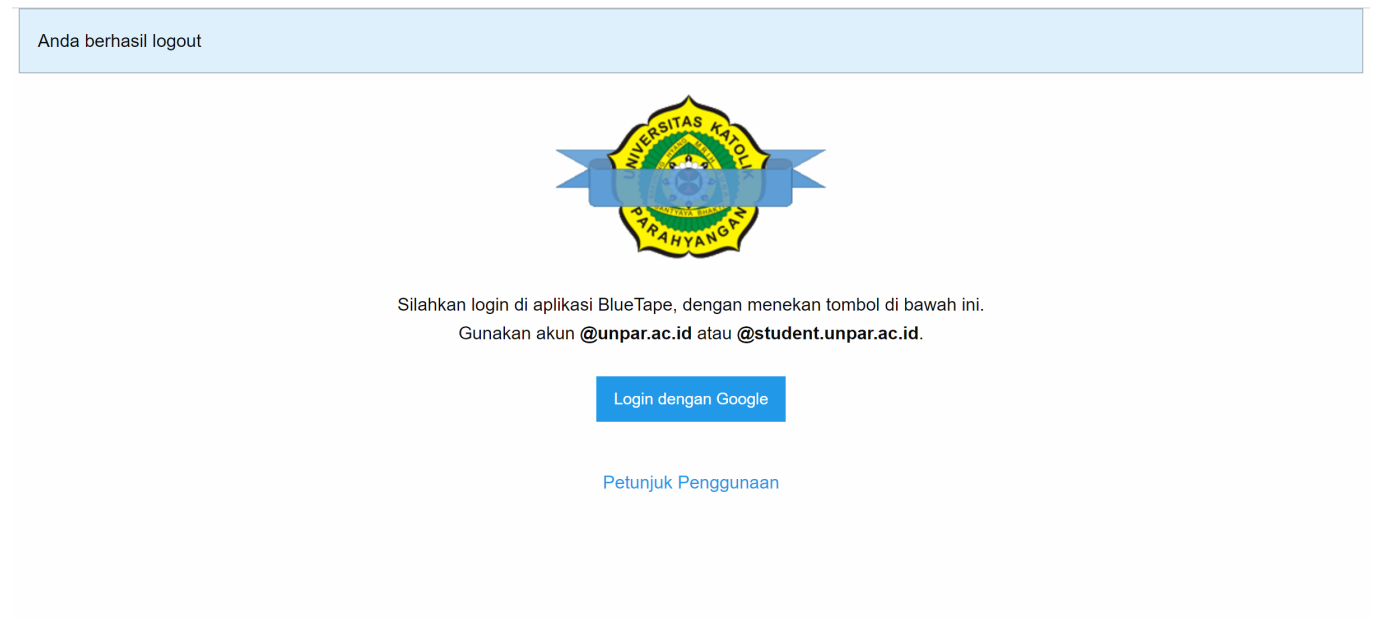 Anda berhasil logout
UNIVERSITAS KATOLIK
PARAHYANGAN
Silahkan login di aplikasi BlueTape, dengan menekan tombol di bawah ini.
Gunakan akun @unpar.ac.id atau @student.unpar.ac.id.
Login dengan Google
Petunjuk Penggunaan